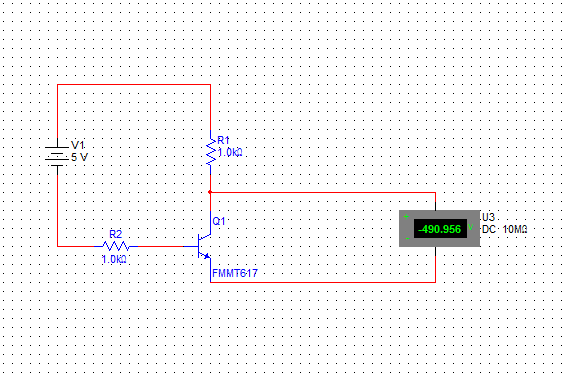 V1
5 V
R1
1.0kΩ
R2
1.0kΩ
Q1
FMMT617
+
-490.956 V
-
U3
DC 10MΩ